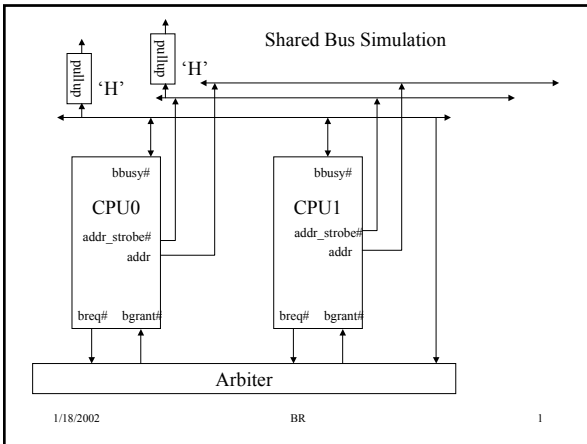 Shared Bus Simulation
pullup
‘H’
pullup
‘H’
bbusy#
CPU0
addr_strobe#
addr
breq# bgrant#
bbusy#
CPU1
addr_strobe#
addr
breq# bgrant#
Arbiter
1/18/2002 BR 1